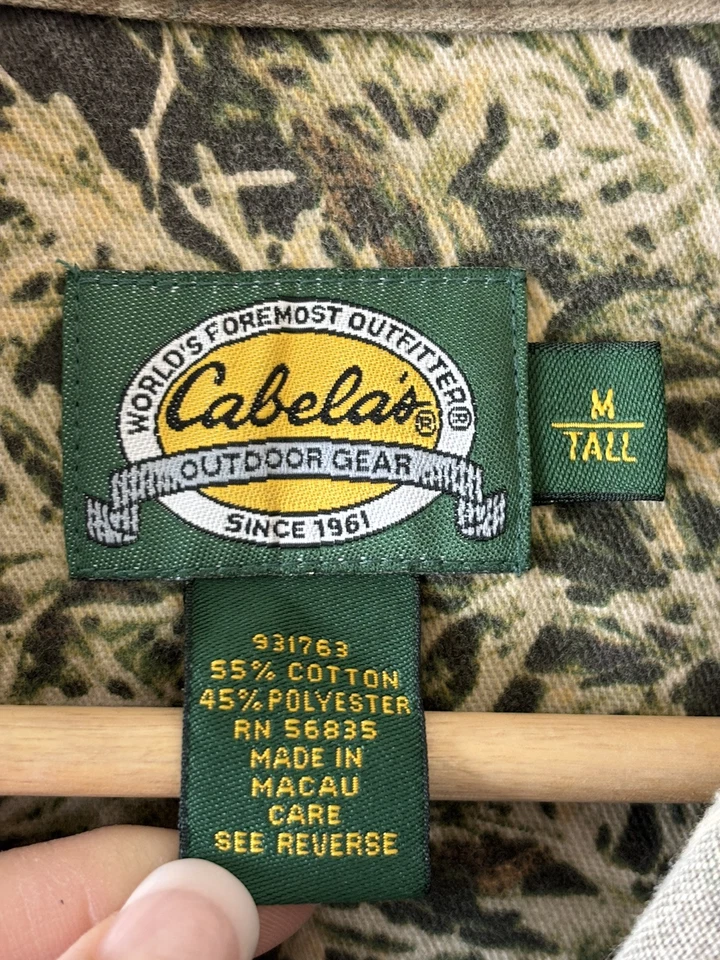 WORLD'S FOREMOST OUTFITTER®
Cabela's®
OUTDOOR GEAR
SINCE 1961
M
TALL
931763
55% COTTON
45% POLYESTER
RN 56835
MADE IN
MACAU
CARE
SEE REVERSE